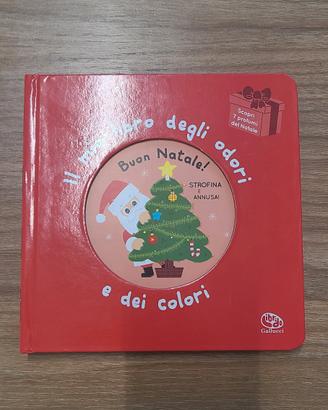 Scopri
7 profumi
del Natale
Il mio libro degli odori
Buon Natale!
STROFINA
E
ANNUSA!
e dei colori
Gallucci